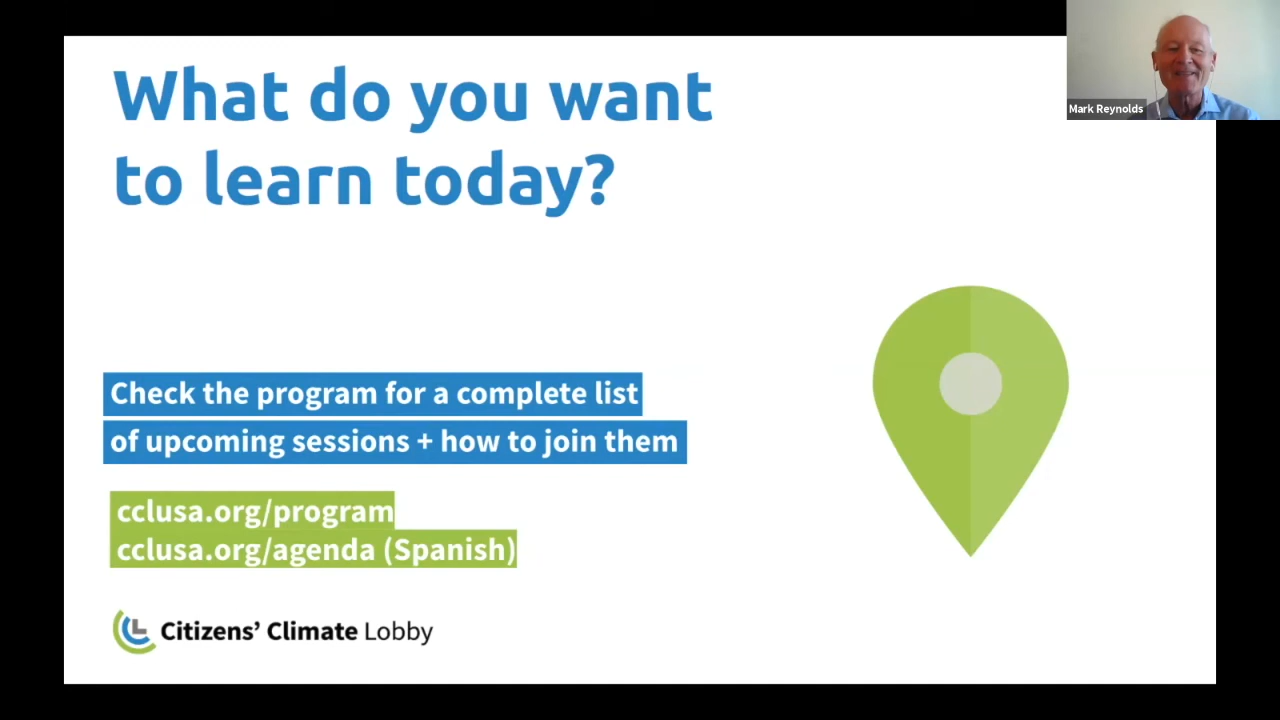 What do you want
to learn today?
Mark Reynolds
Check the program for a complete list
of upcoming sessions + how to join them
cclusa.org/program
cclusa.org/agenda (Spanish)
Citizens’ Climate Lobby